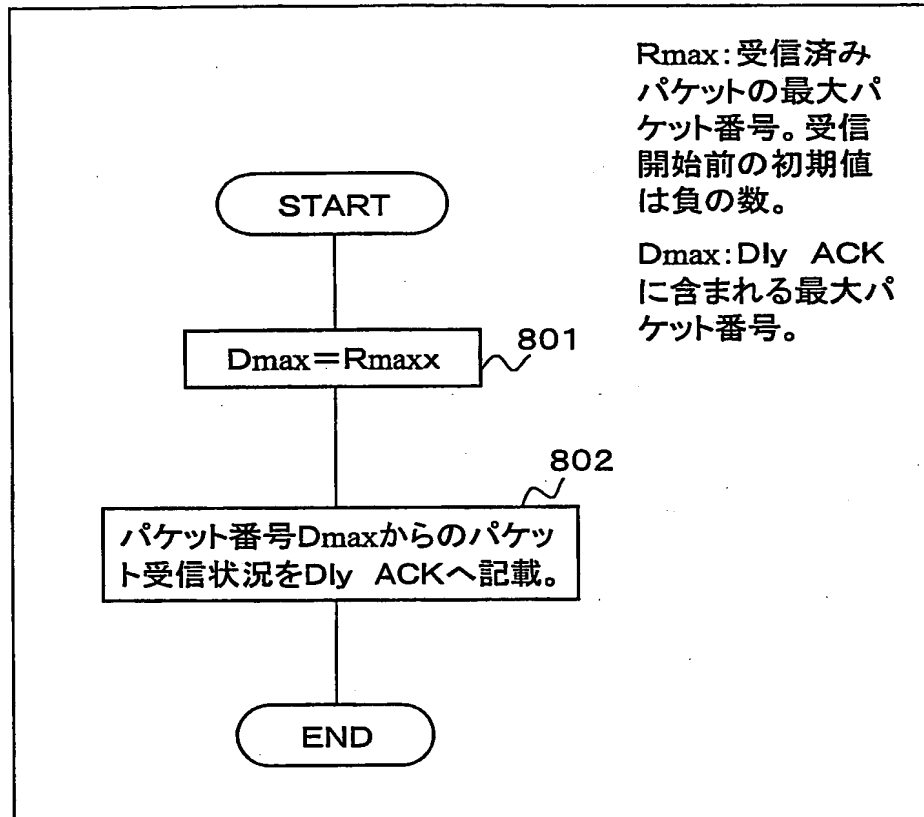 Rmax:受信済み
パケットの最大パ
ケット番号。受信
開始前の初期値
は負の数。
Dmax:Dly ACK
に含まれる最大パ
ケット番号。
START
Dmax=Rmaxx
801
802
パケット番号Dmaxからのパケッ
ト受信状況をDly ACKへ記載。
END